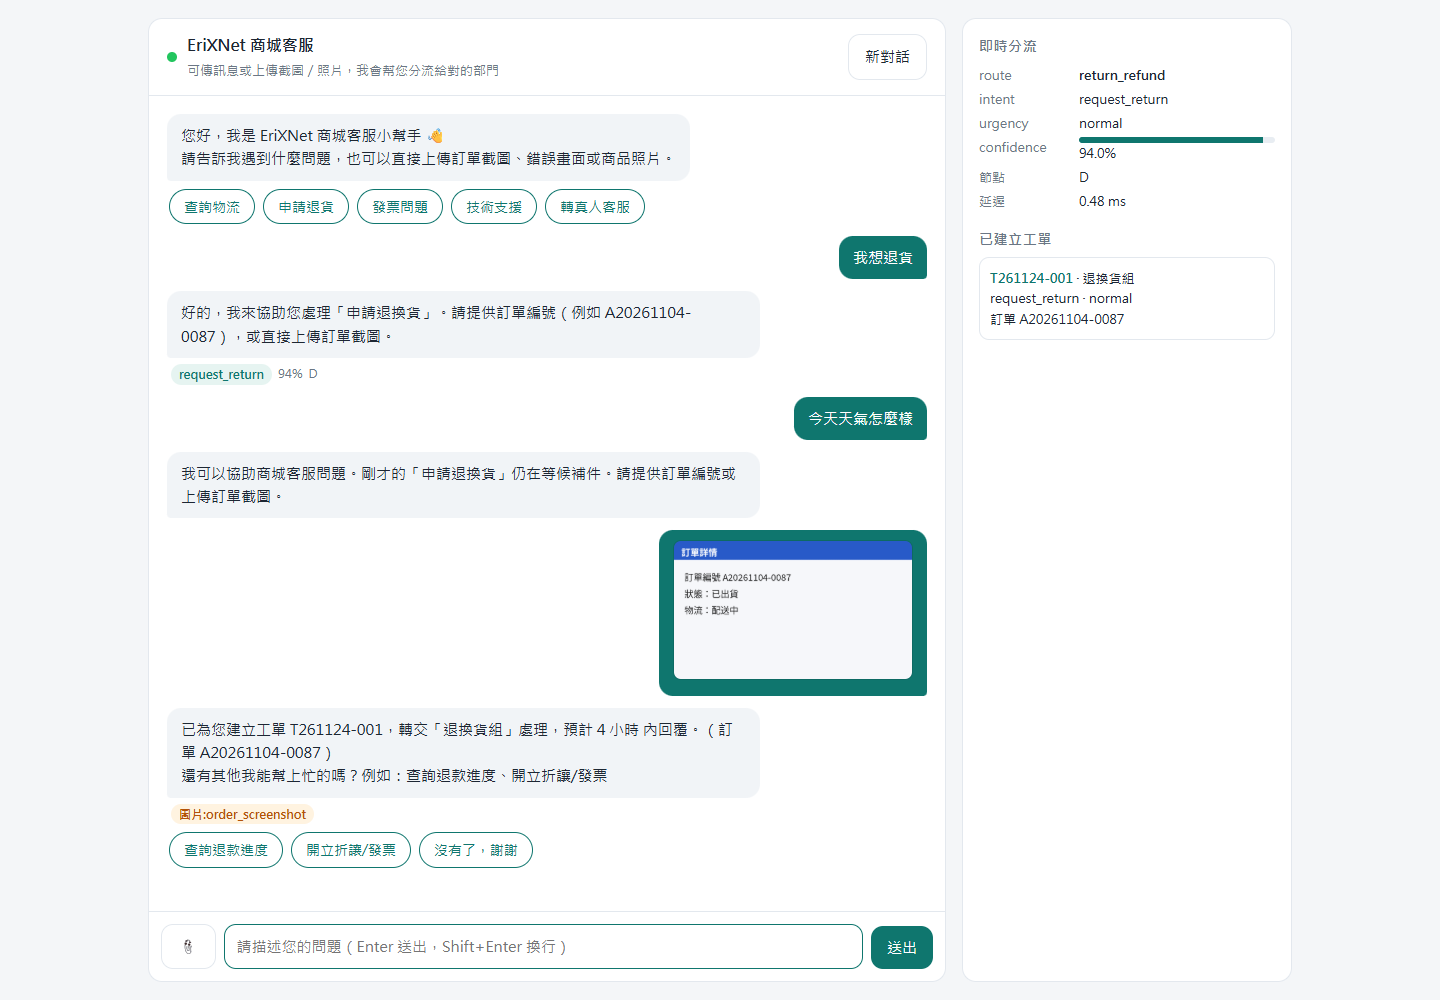 EriXNet 商城客服
可傳訊息或上傳截圖 / 照片，我會幫您分流給對的部門
新對話
您好，我是 EriXNet 商城客服小幫手 👋
請告訴我遇到什麼問題，也可以直接上傳訂單截圖、錯誤畫面或商品照片。
查詢物流
申請退貨
發票問題
技術支援
轉真人客服
我想退貨
好的，我來協助您處理「申請退換貨」。請提供訂單編號（例如 A20261104-
0087），或直接上傳訂單截圖。
request_return 94% D
今天天氣怎麼樣
我可以協助商城客服問題。剛才的「申請退換貨」仍在等候補件。請提供訂單編號或
上傳訂單截圖。
訂單詳情
訂單編號 A20261104-0087
狀態：已出貨
物流：配送中
已為您建立工單 T261124-001，轉交「退換貨組」處理，預計 4 小時 內回覆。（訂
單 A20261104-0087）
還有其他我能幫上忙的嗎？例如：查詢退款進度、開立折讓/發票
圖片:order_screenshot
查詢退款進度
開立折讓/發票
沒有了，謝謝
請描述您的問題（Enter 送出，Shift+Enter 換行）
送出
即時分流
route return_refund
intent request_return
urgency normal
confidence 94.0%
節點 D
延遲 0.48 ms
已建立工單
T261124-001 · 退換貨組
request_return · normal
訂單 A20261104-0087